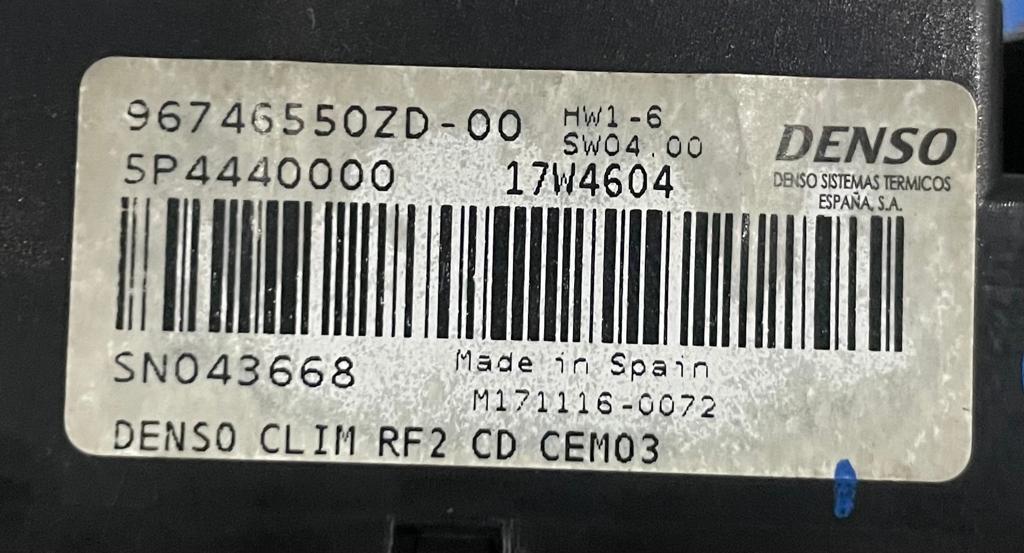 96746550ZD-00
HW1-6
SW04.00
5P4440000
17W4604
DENSO
DENSO SISTEMAS TERMICOS
ESPAÑA, S.A.
SN043668
Made in Spain
M171116-0072
DENSO CLIM RF2 CD CEM03